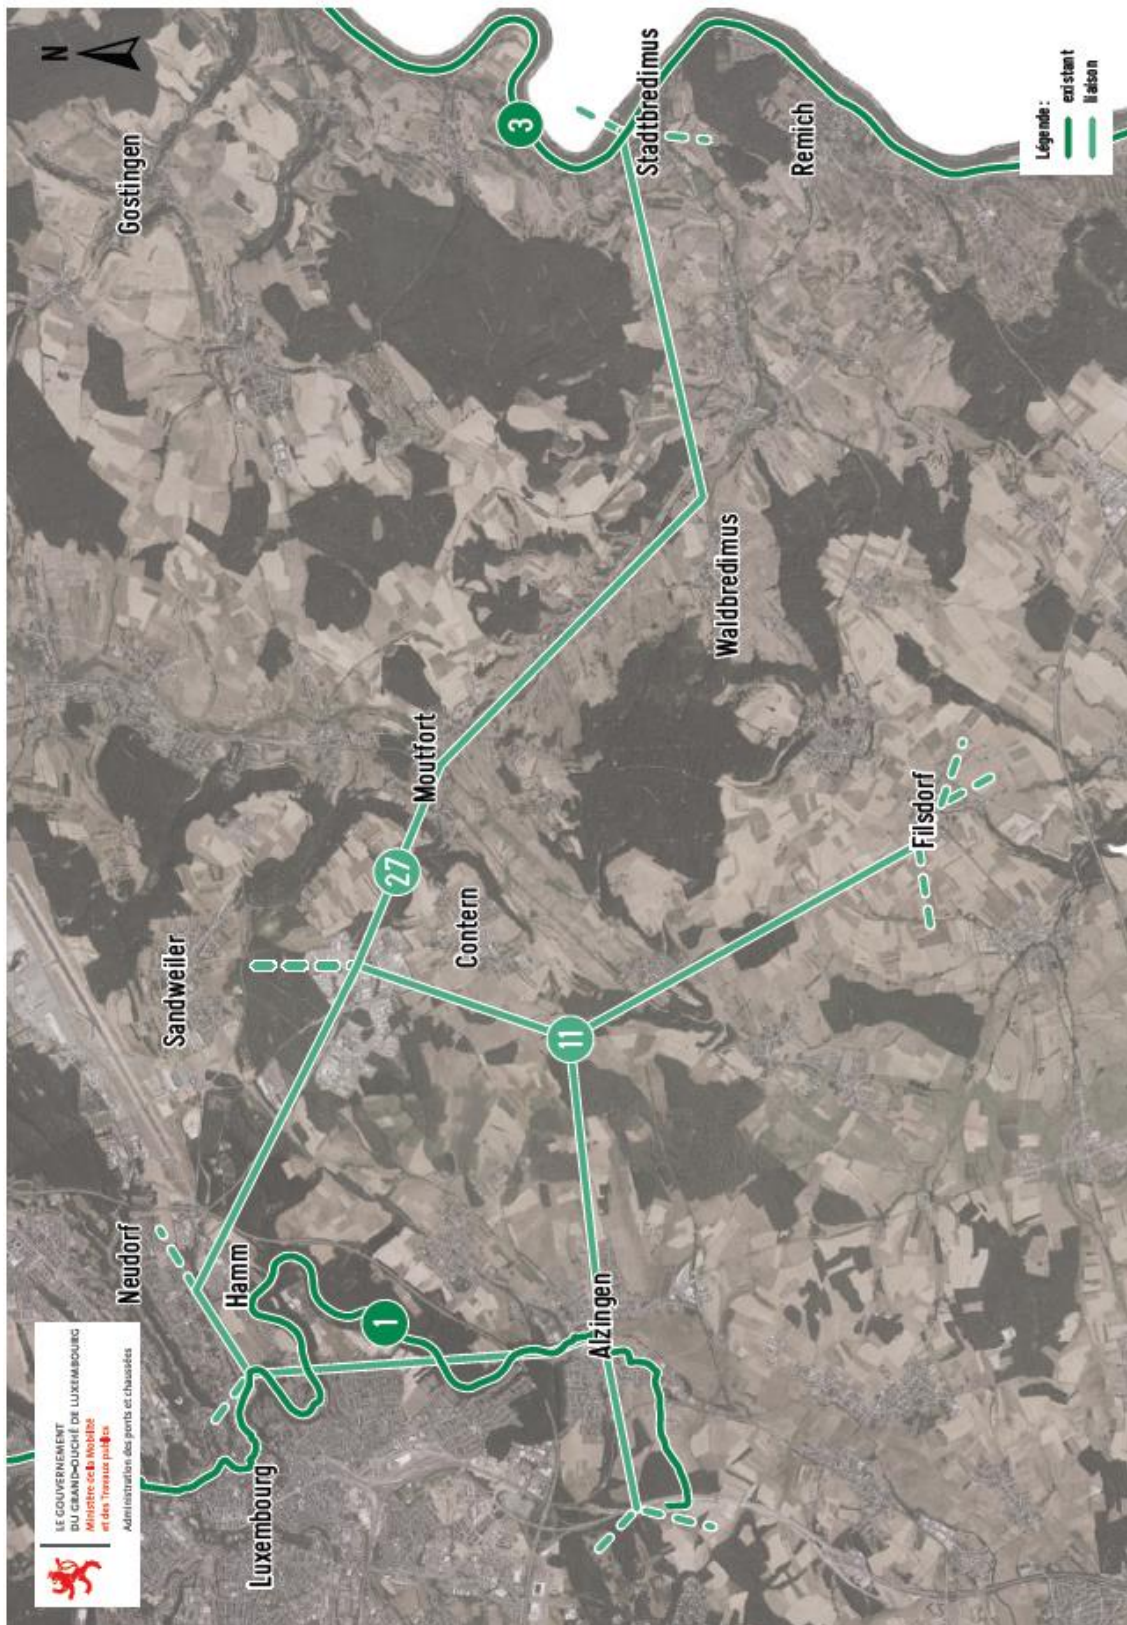 LE GOUVERNEMENT
DU GRAND-DUCHÉ DE LUXEMBOURG
Ministère de la Mobilité
et des Travaux publics
Administration des ponts et chaussées
N
Gostingen
Neudorf
Sandweiler
Hamm
Luxembourg
1
27
Moutfort
Contern
3
Stadtbredimus
Alzingen
11
Waldbredimus
Remich
Filsdorf
Légende:
existant
liaison